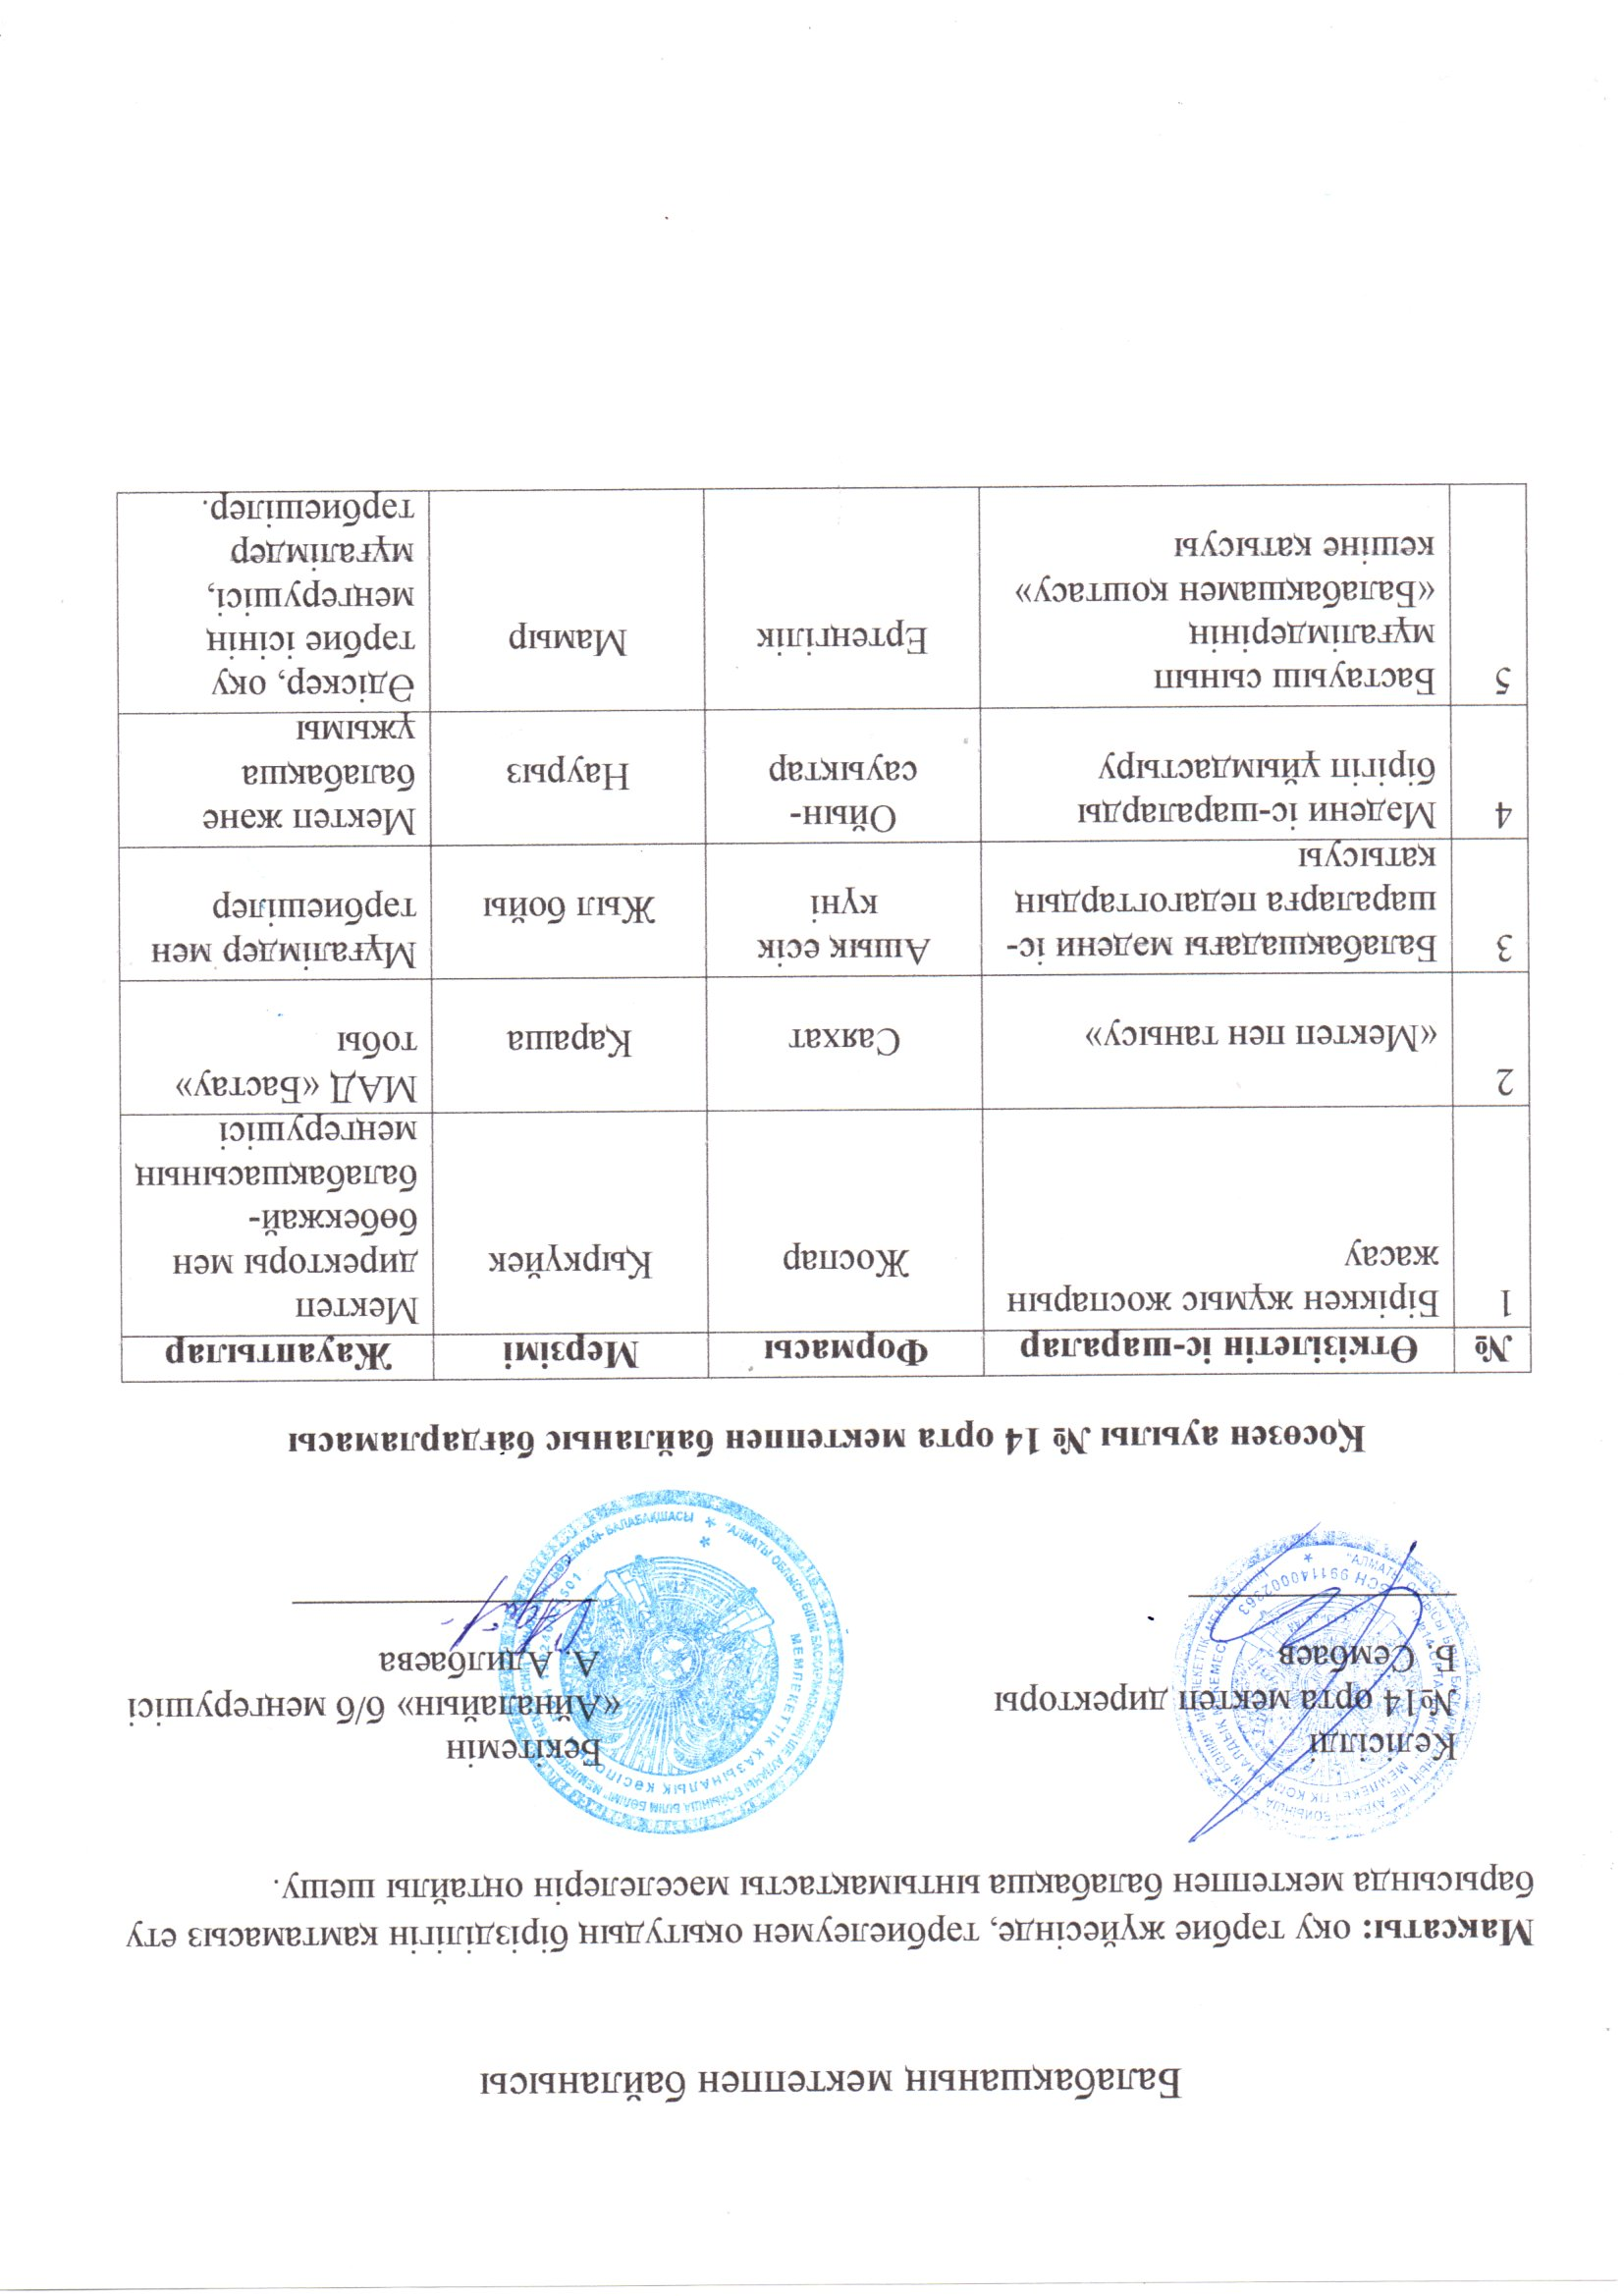 Балабақшаның мектеппен байланысы
Мақсаты: оқу тәрбие жүйесінде, тәрбиелеумен оқытудың бірізділігін қамтамасыз ету
барысында мектеппен балабақша ынтымақтасты мәселелерін оңтайлы шешу.
Келісілді
№14 орта мектеп директоры
Б. Сембаев
Бекітемін
«Айналайын» б/б меңгерушісі
А. Адилбаева
Қосөзен ауылы № 14 орта мектеппен байланыс бағдарламасы
№ Өткізілетін іс-шаралар Формасы Мерзімі Жауаптылар
1 Біріккен жұмыс жоспарын
жасау
Жоспар
Қыркүйек
Мектеп
директоры мен
бөбекжай-
балабақшасының
меңгерушісі
2 «Мектеп пен танысу»
Саяхат
Қараша
МАД «Бастау»
тобы
3 Балабақшадағы мәдени іс-
шараларға педагогтардың
қатысуы
Ашық есік
күні
Жыл бойы
Мұғалімдер мен
тәрбиешілер
4 Мәдени іс-шараларды
бірігіп ұйымдастыру
Ойын-
сауықтар
Наурыз
Мектеп және
балабақша
ұжымы
5 Бастауыш сынып
мұғалімдерінің
«Балабақшамен қоштасу»
кешіне қатысуы
Ертеңгілік
Мамыр
Әдіскер, оқу
тәрбие ісінің
меңгерушісі,
мұғалімдер
тәрбиешілер.